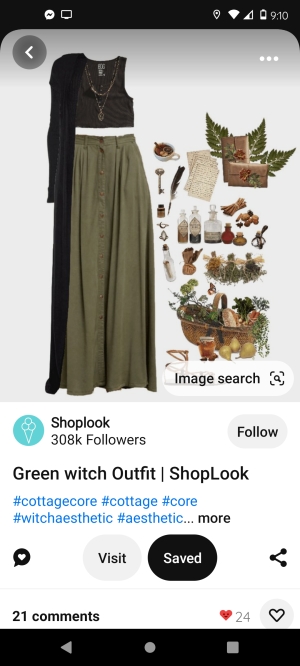 9:10
Image search
Shoplook
308k Followers
Follow
Green witch Outfit | ShopLook
#cottagecore #cottage #core
#witchaesthetic #aesthetic... more
Visit
Saved
21 comments
24